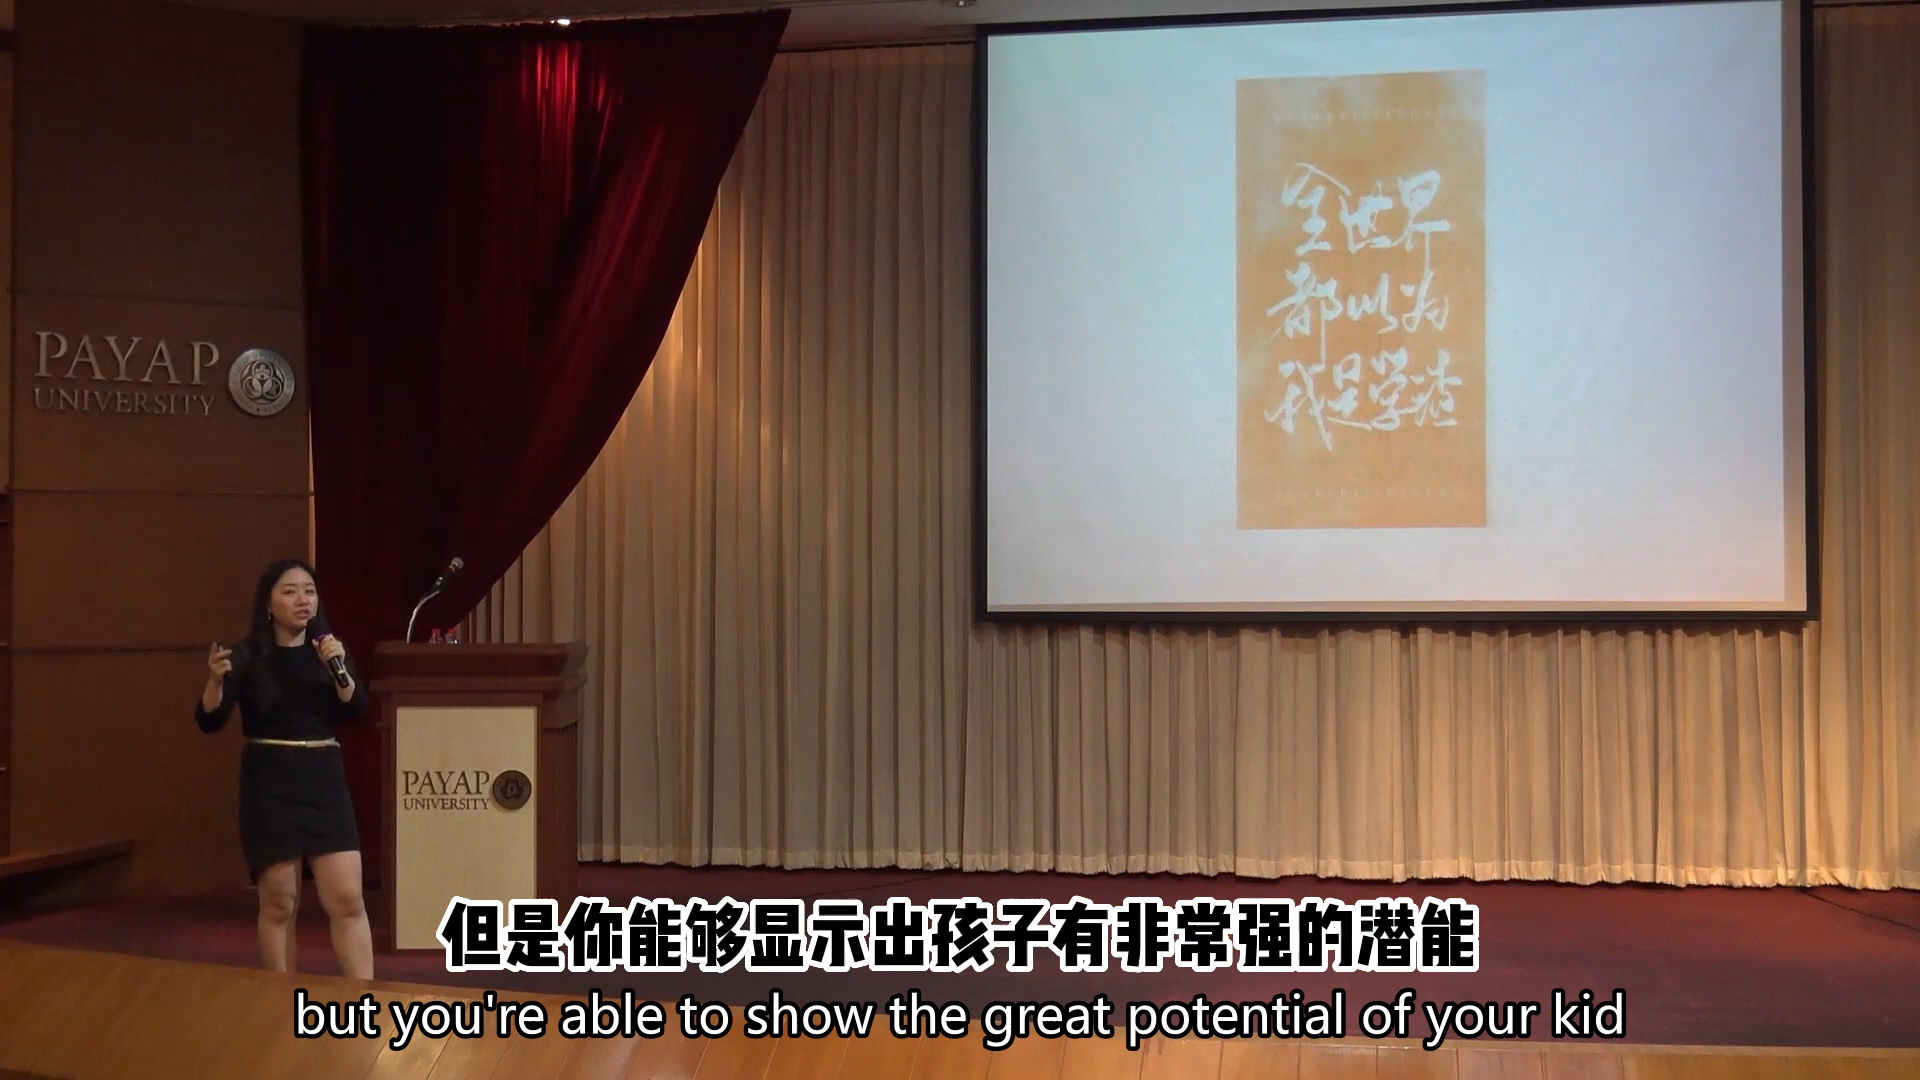 PAYAP
UNIVERSITY
全世界
都以为
我是学渣
PAYAP
UNIVERSITY
但是你能够显示出孩子有非常强的潜能
but you're able to show the great potential of your kid